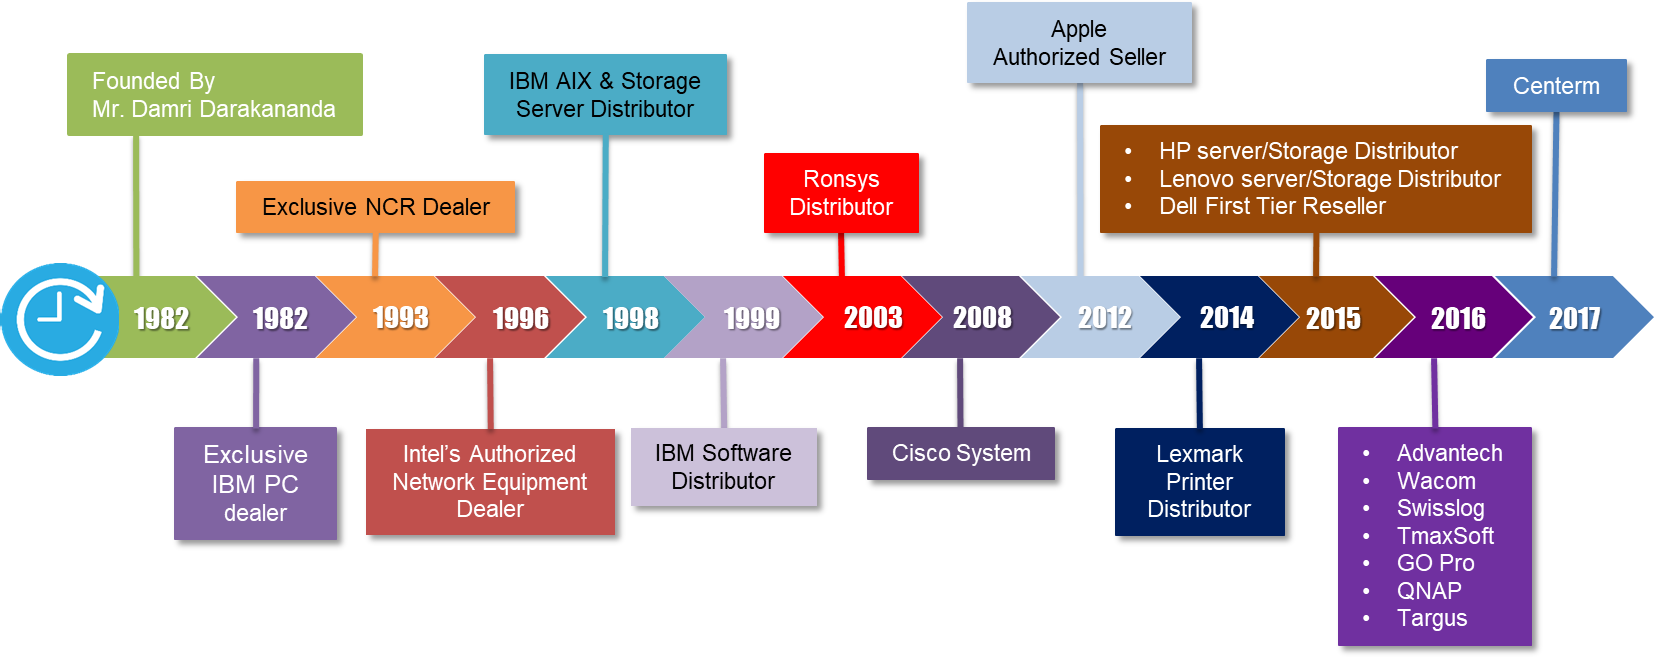 Apple
Authorized Seller
Founded By
Mr. Damri Darakananda
IBM AIX & Storage
Server Distributor
Centerm
Exclusive NCR Dealer
Ronsys
Distributor
• HP server/Storage Distributor
• Lenovo server/Storage Distributor
• Dell First Tier Reseller
1982
1982
1993
1996
1998
1999
2003
2008
2012
2014
2015
2016
2017
Exclusive
IBM PC
dealer
Intel's Authorized
Network Equipment
Dealer
IBM Software
Distributor
Cisco System
Lexmark
Printer
Distributor
• Advantech
• Wacom
• Swisslog
• TmaxSoft
• GO Pro
• QNAP
• Targus